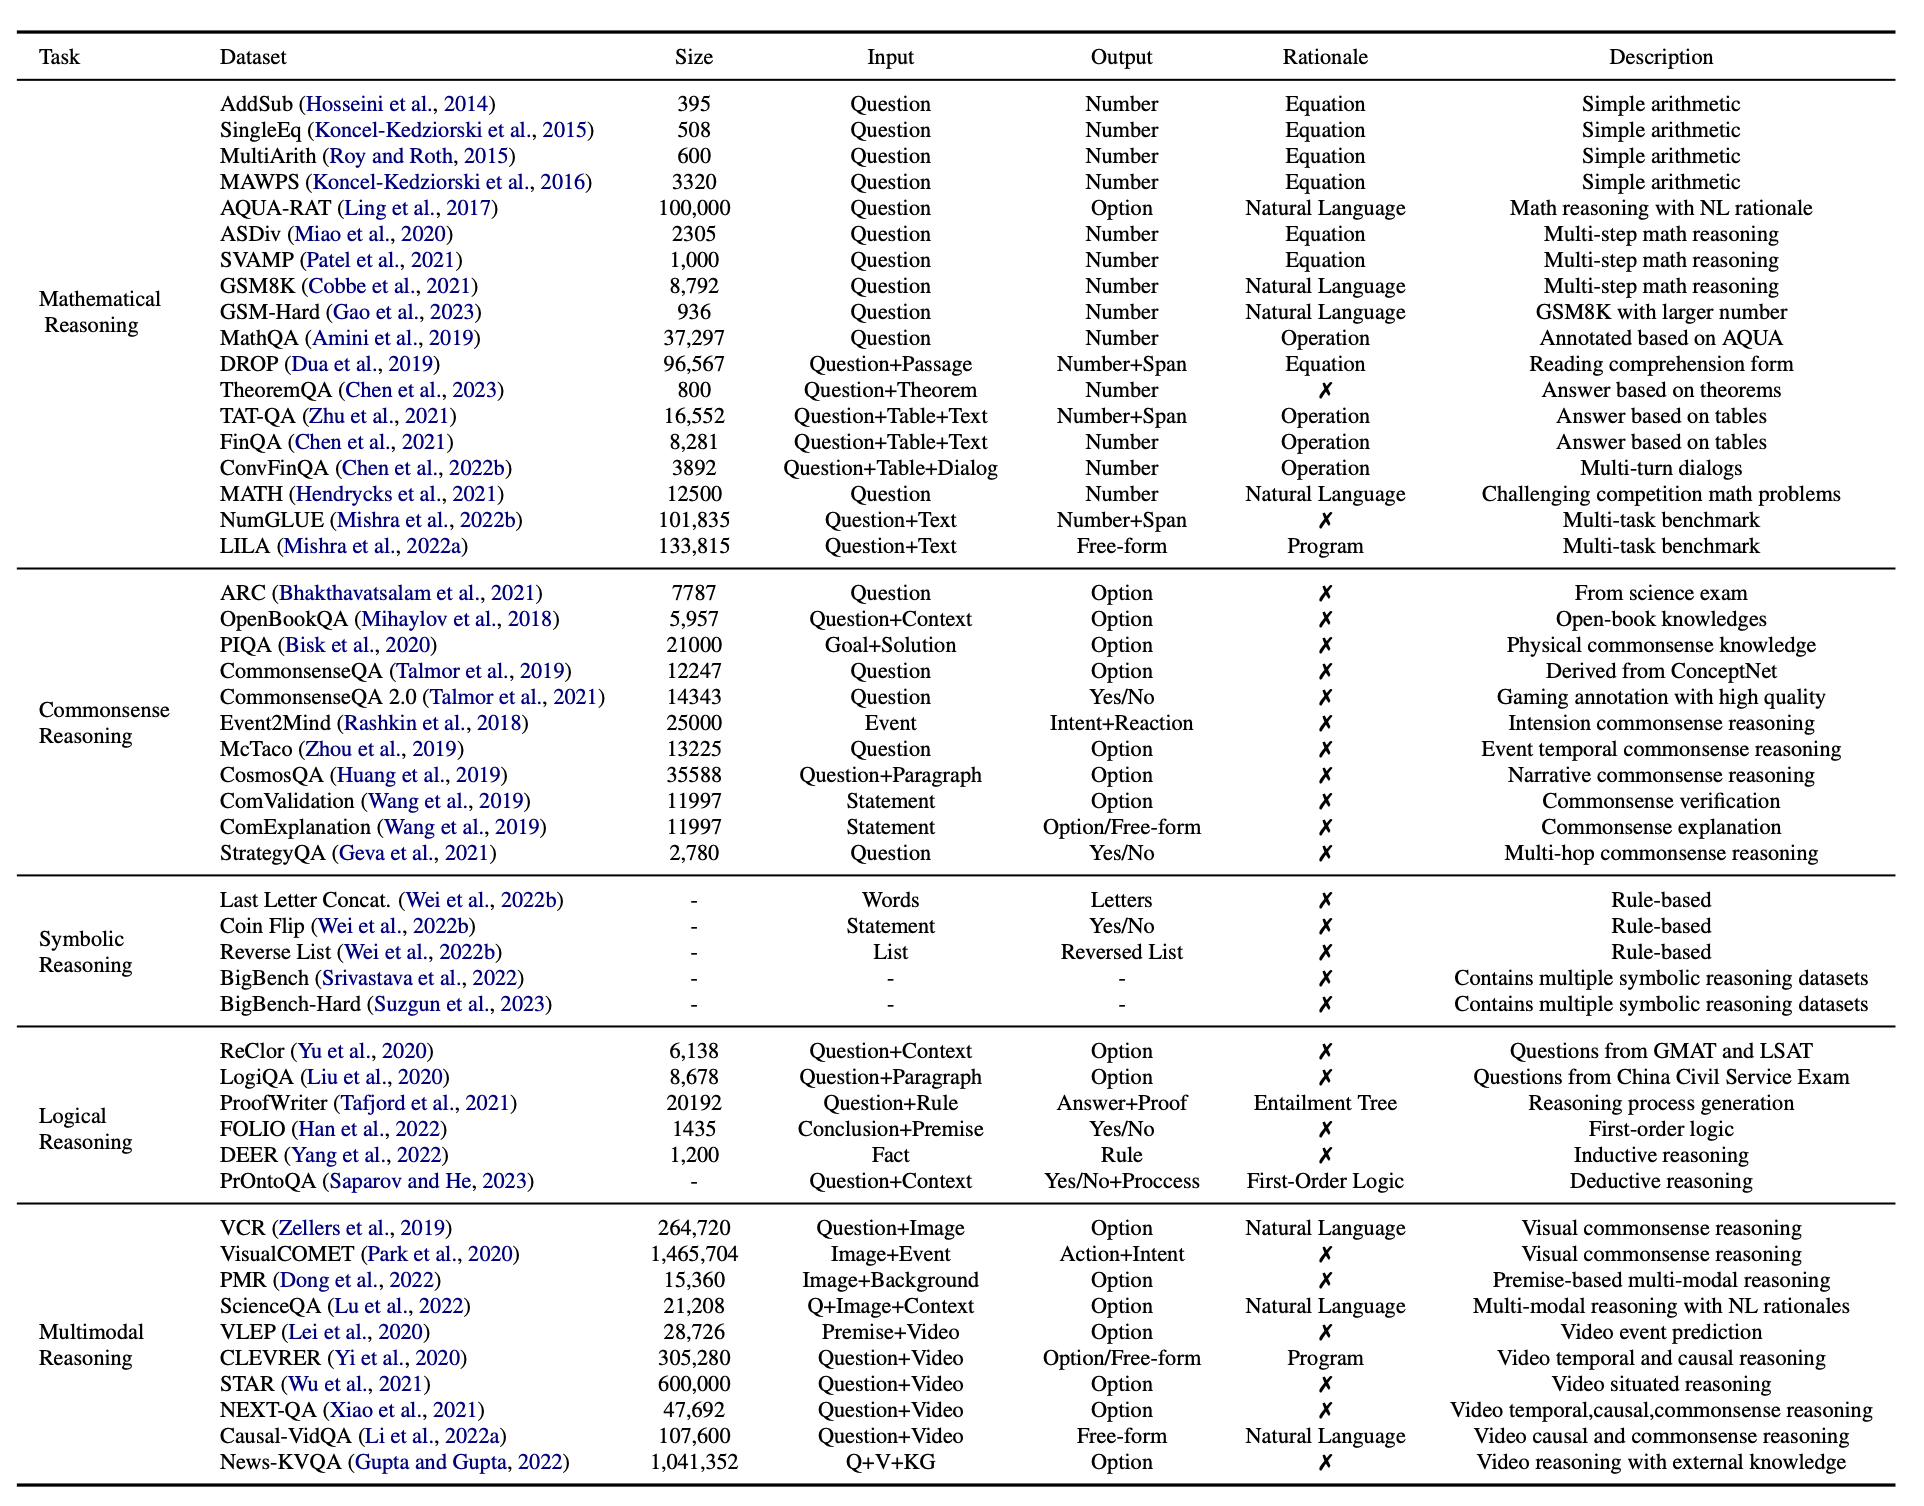 Task Dataset Size Input Output Rationale Description
AddSub (Hosseini et al., 2014) 395 Question Number Equation Simple arithmetic
SingleEq (Koncel-Kedziorski et al., 2015) 508 Question Number Equation Simple arithmetic
MultiArith (Roy and Roth, 2015) 600 Question Number Equation Simple arithmetic
MAWPS (Koncel-Kedziorski et al., 2016) 3320 Question Number Equation Simple arithmetic
AQUA-RAT (Ling et al., 2017) 100,000 Question Option Natural Language Math reasoning with NL rationale
ASDiv (Miao et al., 2020) 2305 Question Number Equation Multi-step math reasoning
SVAMP (Patel et al., 2021) 1,000 Question Number Equation Multi-step math reasoning
GSM8K (Cobbe et al., 2021) 8,792 Question Number Natural Language Multi-step math reasoning
Mathematical
GSM-Hard (Gao et al., 2023) 936 Question Number Natural Language GSM8K with larger number
Reasoning
MathQA (Amini et al., 2019) 37,297 Question Number Operation Annotated based on AQUA
DROP (Dua et al., 2019) 96,567 Question+Passage Number+Span Equation Reading comprehension form
TheoremQA (Chen et al., 2023) 800 Question+Theorem Number ✗ Answer based on theorems
TAT-QA (Zhu et al., 2021) 16,552 Question+Table+Text Number+Span Operation Answer based on tables
FinQA (Chen et al., 2021) 8,281 Question+Table+Text Number Operation Answer based on tables
ConvFinQA (Chen et al., 2022b) 3892 Question+Table+Dialog Number Operation Multi-turn dialogs
MATH (Hendrycks et al., 2021) 12500 Question Number Natural Language Challenging competition math problems
NumGLUE (Mishra et al., 2022b) 101,835 Question+Text Number+Span ✗ Multi-task benchmark
LILA (Mishra et al., 2022a) 133,815 Question+Text Free-form Program Multi-task benchmark
ARC (Bhakthavatsalam et al., 2021) 7787 Question Option ✗ From science exam
OpenBookQA (Mihaylov et al., 2018) 5,957 Question+Context Option ✗ Open-book knowledges
PIQA (Bisk et al., 2020) 21000 Goal+Solution Option ✗ Physical commonsense knowledge
CommonsenseQA (Talmor et al., 2019) 12247 Question Option ✗ Derived from ConceptNet
CommonsenseQA 2.0 (Talmor et al., 2021) 14343 Question Yes/No ✗ Gaming annotation with high quality
Commonsense
Event2Mind (Rashkin et al., 2018) 25000 Event Intent+Reaction ✗ Intension commonsense reasoning
Reasoning
McTaco (Zhou et al., 2019) 13225 Question Option ✗ Event temporal commonsense reasoning
CosmosQA (Huang et al., 2019) 35588 Question+Paragraph Option ✗ Narrative commonsense reasoning
ComValidation (Wang et al., 2019) 11997 Statement Option ✗ Commonsense verification
ComExplanation (Wang et al., 2019) 11997 Statement Option/Free-form ✗ Commonsense explanation
StrategyQA (Geva et al., 2021) 2,780 Question Yes/No ✗ Multi-hop commonsense reasoning
Last Letter Concat. (Wei et al., 2022b) - Words Letters ✗ Rule-based
Coin Flip (Wei et al., 2022b) - Statement Yes/No ✗ Rule-based
Symbolic
Reverse List (Wei et al., 2022b) - List Reversed List ✗ Rule-based
Reasoning
BigBench (Srivastava et al., 2022) - - - ✗ Contains multiple symbolic reasoning datasets
BigBench-Hard (Suzgun et al., 2023) - - - ✗ Contains multiple symbolic reasoning datasets
ReClor (Yu et al., 2020) 6,138 Question+Context Option ✗ Questions from GMAT and LSAT
LogiQA (Liu et al., 2020) 8,678 Question+Paragraph Option ✗ Questions from China Civil Service Exam
ProofWriter (Tafjord et al., 2021) 20192 Question+Rule Answer+Proof Entailment Tree Reasoning process generation
Logical
FOLIO (Han et al., 2022) 1435 Conclusion+Premise Yes/No ✗ First-order logic
Reasoning
DEER (Yang et al., 2022) 1,200 Fact Rule ✗ Inductive reasoning
PrOntoQA (Saparov and He, 2023) - Question+Context Yes/No+Proccess First-Order Logic Deductive reasoning
VCR (Zellers et al., 2019) 264,720 Question+Image Option Natural Language Visual commonsense reasoning
VisualCOMET (Park et al., 2020) 1,465,704 Image+Event Action+Intent ✗ Visual commonsense reasoning
PMR (Dong et al., 2022) 15,360 Image+Background Option ✗ Premise-based multi-modal reasoning
ScienceQA (Lu et al., 2022) 21,208 Q+Image+Context Option Natural Language Multi-modal reasoning with NL rationales
Multimodal
VLEP (Lei et al., 2020) 28,726 Premise+Video Option ✗ Video event prediction
Reasoning
CLEVRER (Yi et al., 2020) 305,280 Question+Video Option/Free-form Program Video temporal and causal reasoning
STAR (Wu et al., 2021) 600,000 Question+Video Option ✗ Video situated reasoning
NEXT-QA (Xiao et al., 2021) 47,692 Question+Video Option ✗ Video temporal,causal,commonsense reasoning
Causal-VidQA (Li et al., 2022a) 107,600 Question+Video Free-form Natural Language Video causal and commonsense reasoning
News-KVQA (Gupta and Gupta, 2022) 1,041,352 Q+V+KG Option ✗ Video reasoning with external knowledge